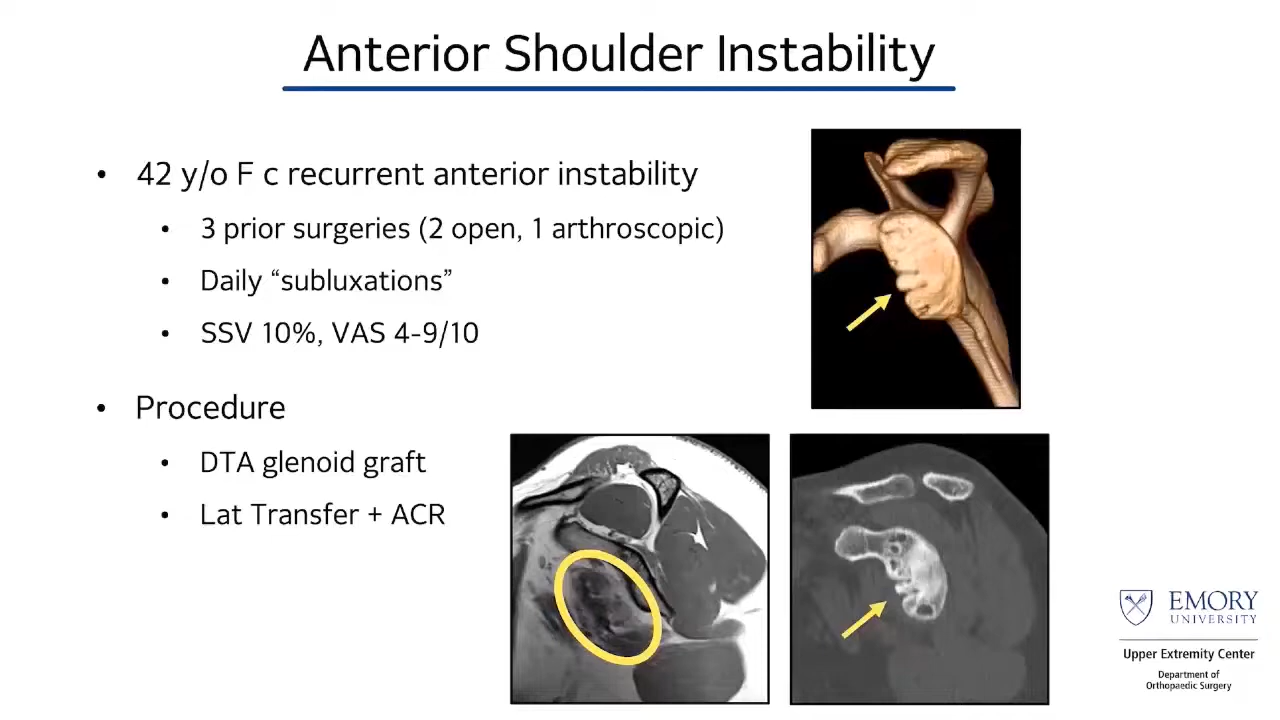 Anterior Shoulder Instability
• 42 y/o F c recurrent anterior instability
• 3 prior surgeries (2 open, 1 arthroscopic)
• Daily “subluxations”
• SSV 10%, VAS 4-9/10
• Procedure
• DTA glenoid graft
• Lat Transfer + ACR
EMORY
UNIVERSITY
Upper Extremity Center
Department of
Orthopaedic Surgery